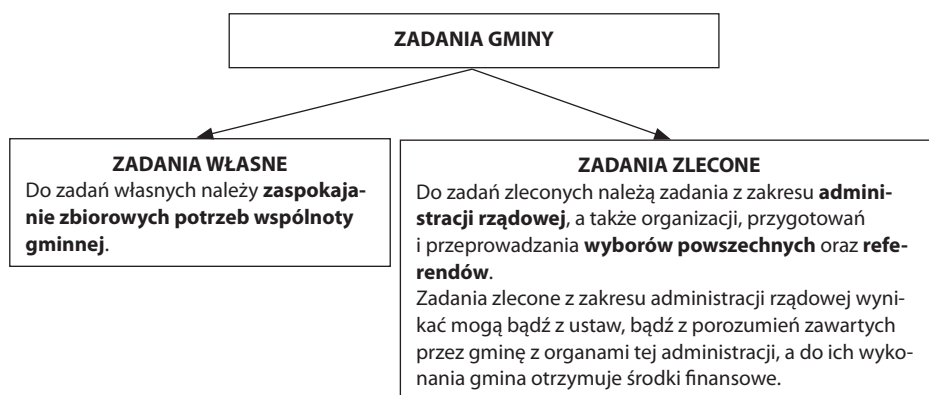 ZADANIA GMINY
ZADANIA WŁASNE
Do zadań własnych należy zaspokaja-
nie zbiorowych potrzeb wspólnoty
gminnej.
ZADANIA ZLECONE
Do zadań zleconych należą zadania z zakresu admini-
stracji rządowej, a także organizacji, przygotowań
i przeprowadzania wyborów powszechnych oraz refe-
rendów.
Zadania zlecone z zakresu administracji rządowej wyni-
kać mogą bądź z ustaw, bądź z porozumień zawartych
przez gminę z organami tej administracji, a do ich wyko-
nania gmina otrzymuje środki finansowe.